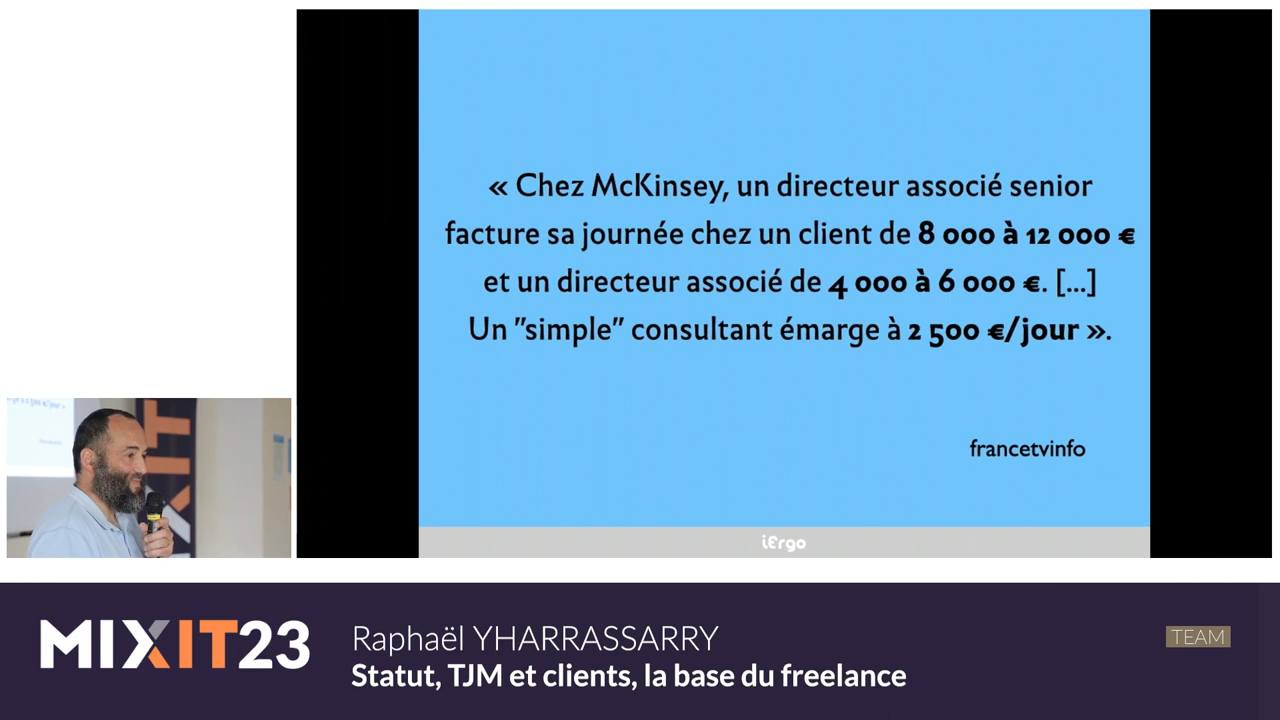 « Chez McKinsey, un directeur associé senior
facture sa journée chez un client de 8 000 à 12 000 €
et un directeur associé de 4 000 à 6 000 €. [...]
Un "simple" consultant émarge à 2 500 €/jour ».
francetvinfo
iErgo
MIXIT23
Raphaël YHARRASSARRY
Statut, TJM et clients, la base du freelance
TEAM